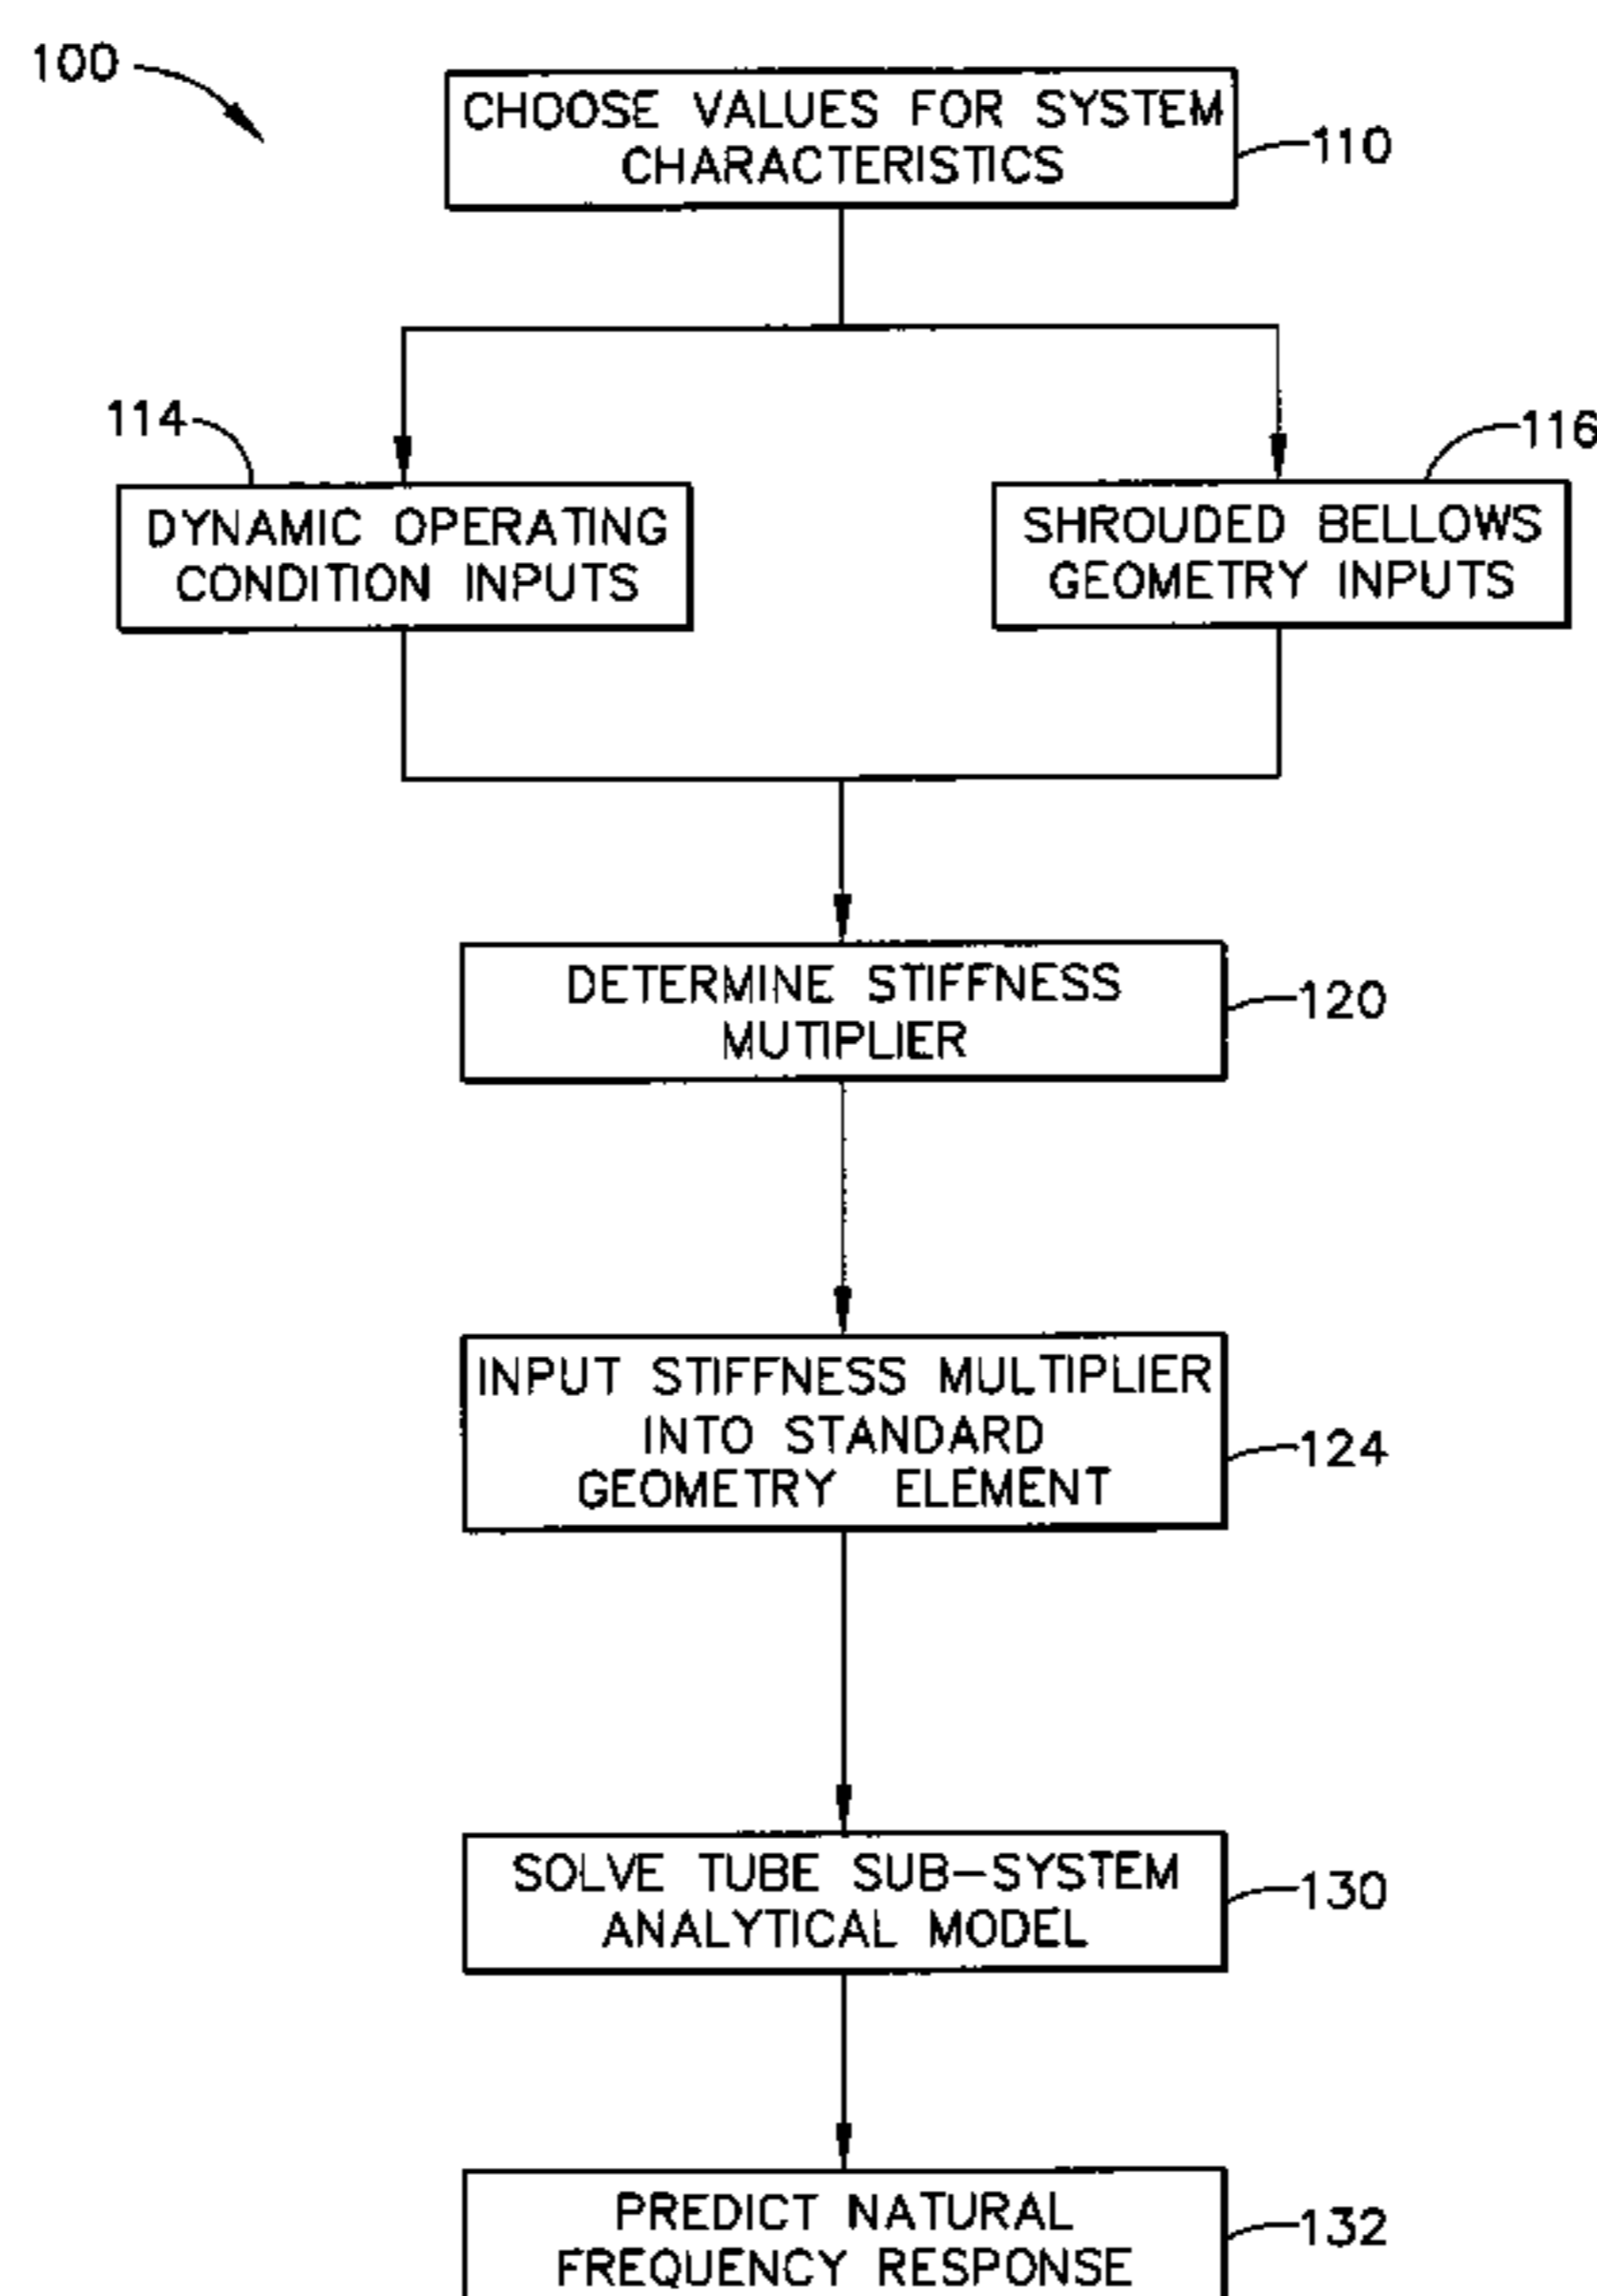 100
CHOOSE VALUES FOR SYSTEM
CHARACTERISTICS
110
114
116
DYNAMIC OPERATING
CONDITION INPUTS
SHROUDED BELLOWS
GEOMETRY INPUTS
DETERMINE STIFFNESS
MUTIPLIER
120
INPUT STIFFNESS MULTIPLIER
INTO STANDARD
GEOMETRY ELEMENT
124
SOLVE TUBE SUB-SYSTEM
ANALYTICAL MODEL
130
PREDICT NATURAL
FREQUENCY RESPONSE
132